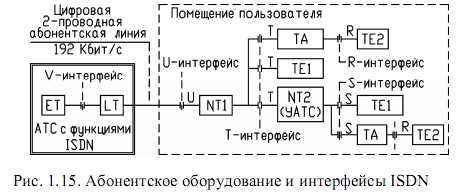 Цифровая
2-проводная
абонентская линия
192 Кбит/с
Помещение пользователя
V-интерфейс
U-интерфейс
R-интерфейс
S-интерфейс
T-интерфейс
ET
LT
АТС с функциями
ISDN
U
NT1
T
TA
R
TE2
T
TE1
T
NT2
(УАТС)
S
TE1
S
TA
R
TE2
Рис. 1.15. Абонентское оборудование и интерфейсы ISDN